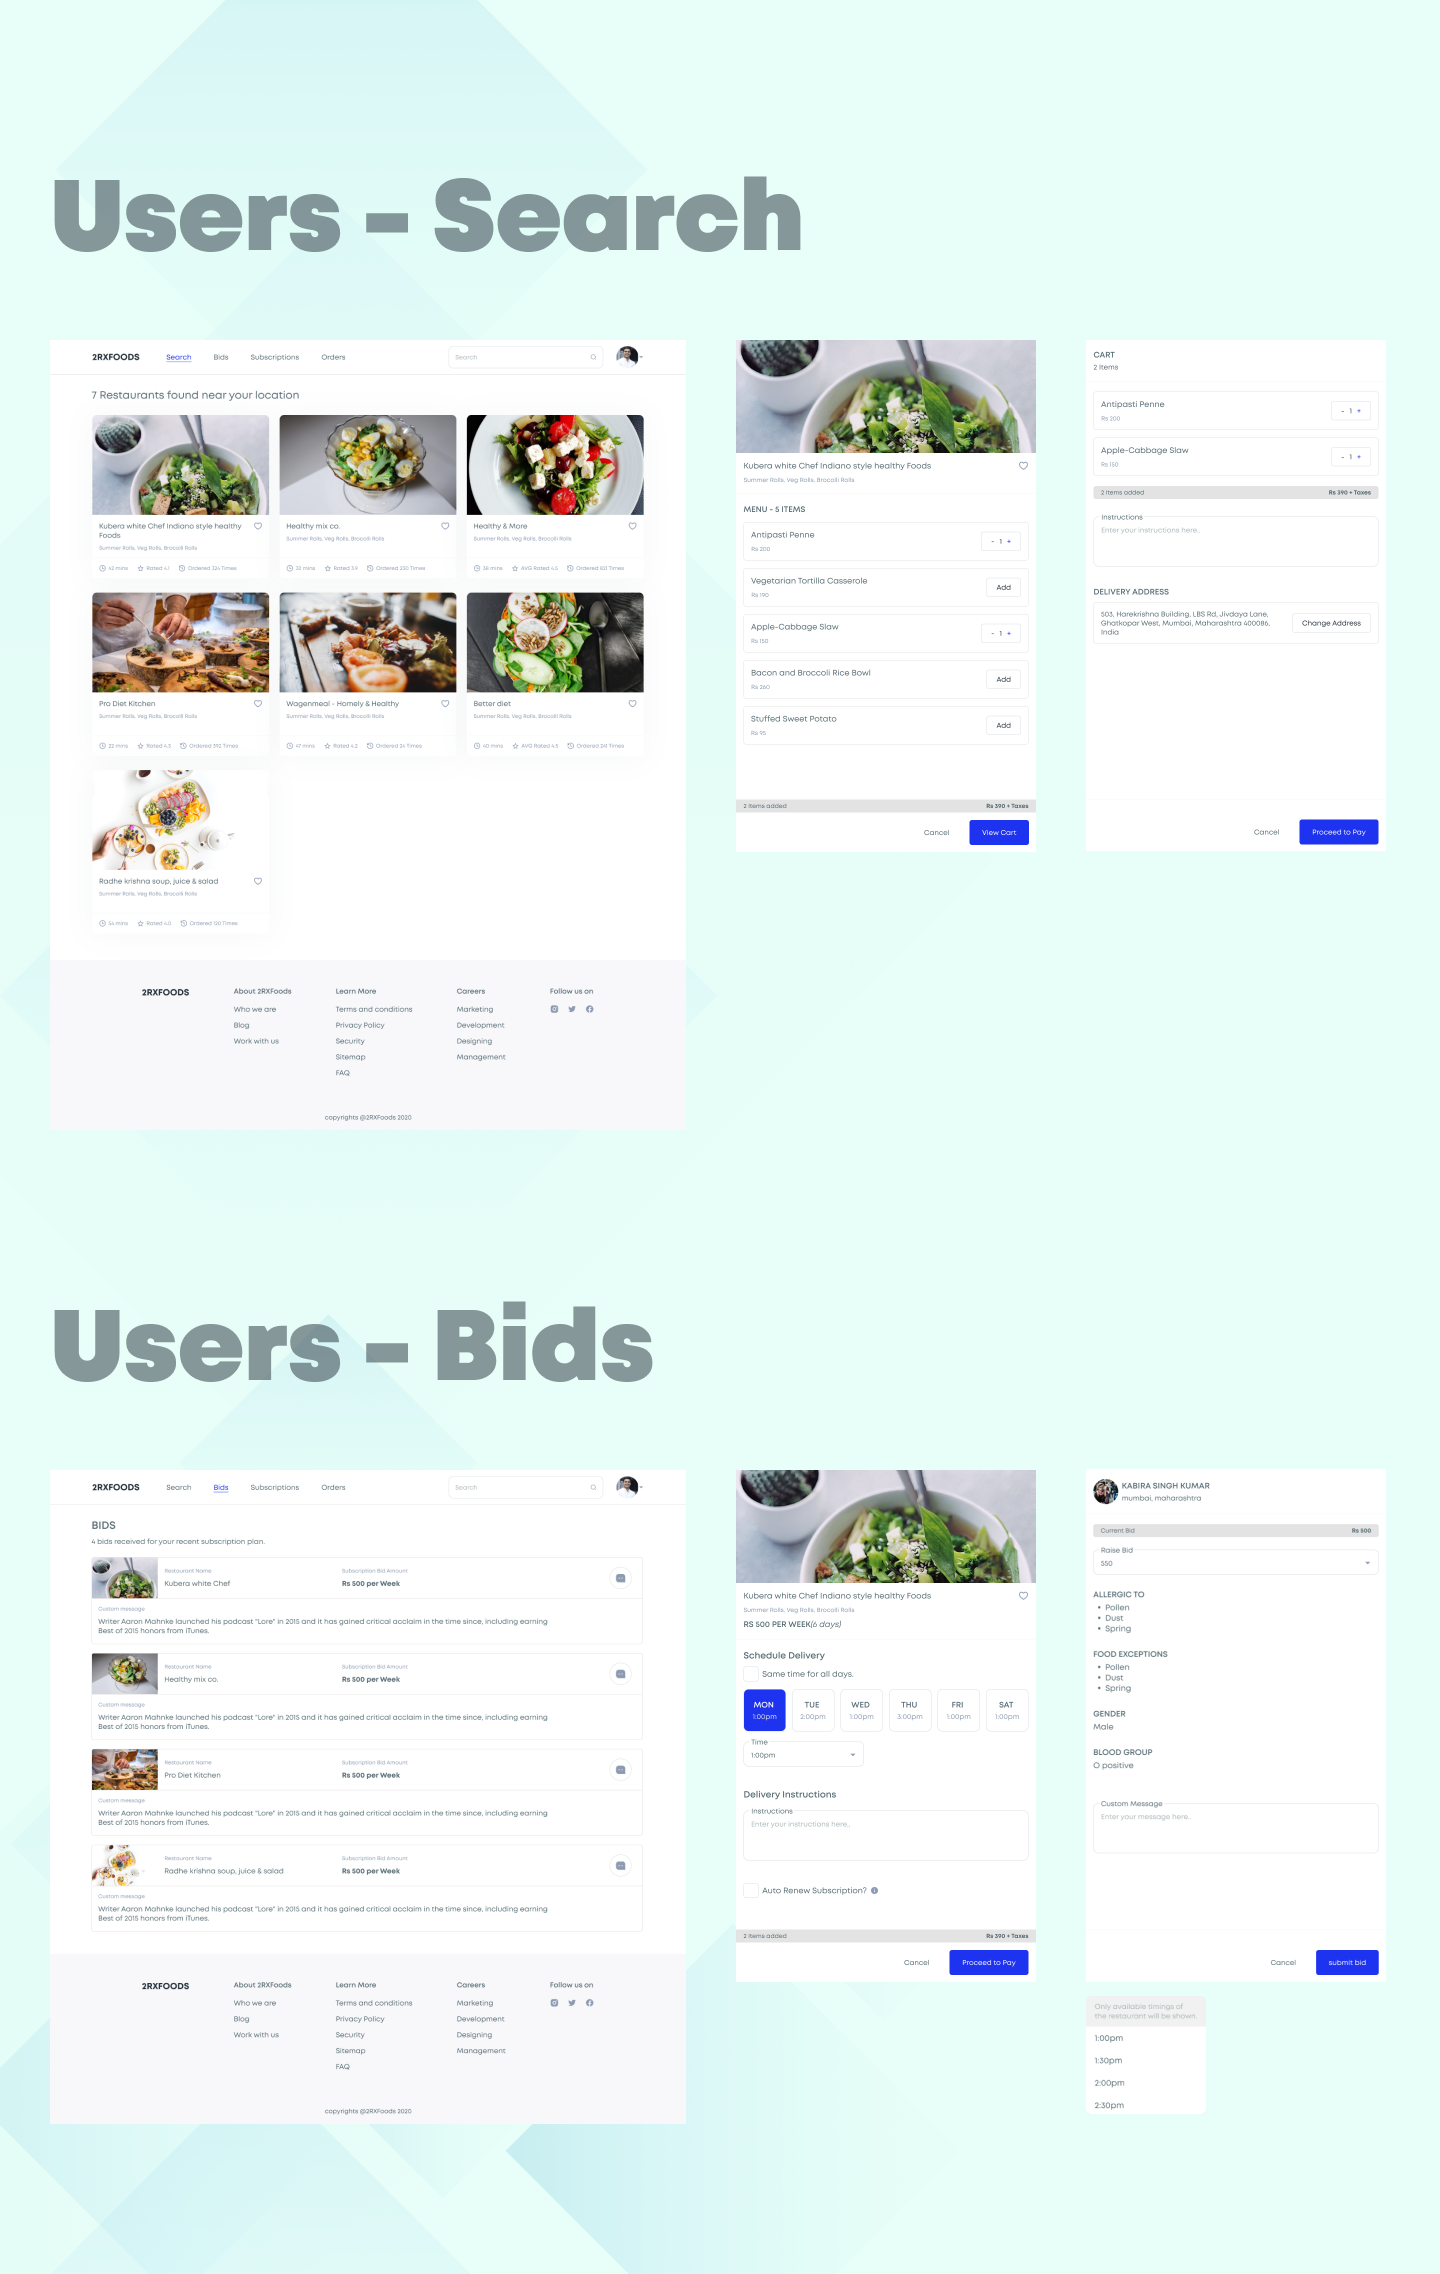 Users - Search
2RXFOODS Search Bids Subscriptions Orders Search
7 Restaurants found near your location
Kubera white Chef Indiano style healthy
Foods
Summer Rolls, Veg Rolls, Brocolli Rolls
42 mins Rated 4.1 Ordered 324 Times
Healthy mix co.
Summer Rolls, Veg Rolls, Brocolli Rolls
33 mins Rated 3.9 Ordered 230 Times
Healthy & More
Summer Rolls, Veg Rolls, Brocolli Rolls
38 mins AVG Rated 4.5 Ordered 651 Times
Pro Diet Kitchen
Summer Rolls, Veg Rolls, Brocolli Rolls
22 mins Rated 4.3 Ordered 392 Times
Wagenmeal - Homely & Healthy
Summer Rolls, Veg Rolls, Brocolli Rolls
47 mins Rated 4.2 Ordered 24 Times
Better diet
Summer Rolls, Veg Rolls, Brocolli Rolls
40 mins AVG Rated 4.5 Ordered 241 Times
Radhe krishna soup, juice & salad
Summer Rolls, Veg Rolls, Brocolli Rolls
54 mins Rated 4.0 Ordered 120 Times
2RXFOODS
About 2RXFoods
Who we are
Blog
Work with us
Learn More
Terms and conditions
Privacy Policy
Security
Sitemap
FAQ
Careers
Marketing
Development
Designing
Management
Follow us on
copyrights @2RXFoods 2020
Kubera white Chef Indiano style healthy Foods
Summer Rolls, Veg Rolls, Brocolli Rolls
MENU - 5 ITEMS
Antipasti Penne
Rs 200
- 1 +
Vegetarian Tortilla Casserole
Rs 190
Add
Apple-Cabbage Slaw
Rs 150
- 1 +
Bacon and Broccoli Rice Bowl
Rs 260
Add
Stuffed Sweet Potato
Rs 95
Add
2 Items added Rs 390 + Taxes
Cancel View Cart
CART
2 Items
Antipasti Penne
Rs 200
- 1 +
Apple-Cabbage Slaw
Rs 150
- 1 +
2 Items added Rs 390 + Taxes
Instructions
Enter your instructions here..
DELIVERY ADDRESS
503, Harekrishna Building, LBS Rd, Jivdaya Lane,
Ghatkopar West, Mumbai, Maharashtra 400086,
India
Change Address
Cancel Proceed to Pay
Users - Bids
2RXFOODS Search Bids Subscriptions Orders Search
BIDS
4 bids received for your recent subscription plan.
Restaurant Name Subscription Bid Amount
Kubera white Chef Rs 500 per Week
Custom message
Writer Aaron Mahnke launched his podcast "Lore" in 2015 and it has gained critical acclaim in the time since, including earning
Best of 2015 honors from iTunes.
Restaurant Name Subscription Bid Amount
Healthy mix co. Rs 500 per Week
Custom message
Writer Aaron Mahnke launched his podcast "Lore" in 2015 and it has gained critical acclaim in the time since, including earning
Best of 2015 honors from iTunes.
Restaurant Name Subscription Bid Amount
Pro Diet Kitchen Rs 500 per Week
Custom message
Writer Aaron Mahnke launched his podcast "Lore" in 2015 and it has gained critical acclaim in the time since, including earning
Best of 2015 honors from iTunes.
Restaurant Name Subscription Bid Amount
Radhe krishna soup, juice & salad Rs 500 per Week
Custom message
Writer Aaron Mahnke launched his podcast "Lore" in 2015 and it has gained critical acclaim in the time since, including earning
Best of 2015 honors from iTunes.
2RXFOODS
About 2RXFoods
Who we are
Blog
Work with us
Learn More
Terms and conditions
Privacy Policy
Security
Sitemap
FAQ
Careers
Marketing
Development
Designing
Management
Follow us on
copyrights @2RXFoods 2020
Kubera white Chef Indiano style healthy Foods
Summer Rolls, Veg Rolls, Brocolli Rolls
RS 500 PER WEEK(6 days)
Schedule Delivery
Same time for all days.
MON TUE WED THU FRI SAT
1:00pm 2:00pm 1:00pm 3:00pm 1:00pm 1:00pm
Time
1:00pm
Delivery Instructions
Instructions
Enter your instructions here,.
Auto Renew Subscription?
2 Items added Rs 390 + Taxes
Cancel Proceed to Pay
KABIRA SINGH KUMAR
mumbai, maharashtra
Current Bid Rs 500
Raise Bid
550
ALLERGIC TO
• Pollen
• Dust
• Spring
FOOD EXCEPTIONS
• Pollen
• Dust
• Spring
GENDER
Male
BLOOD GROUP
O positive
Custom Message
Enter your message here..
Cancel submit bid
Only available timings of
the restaurant will be shown.
1:00pm
1:30pm
2:00pm
2:30pm